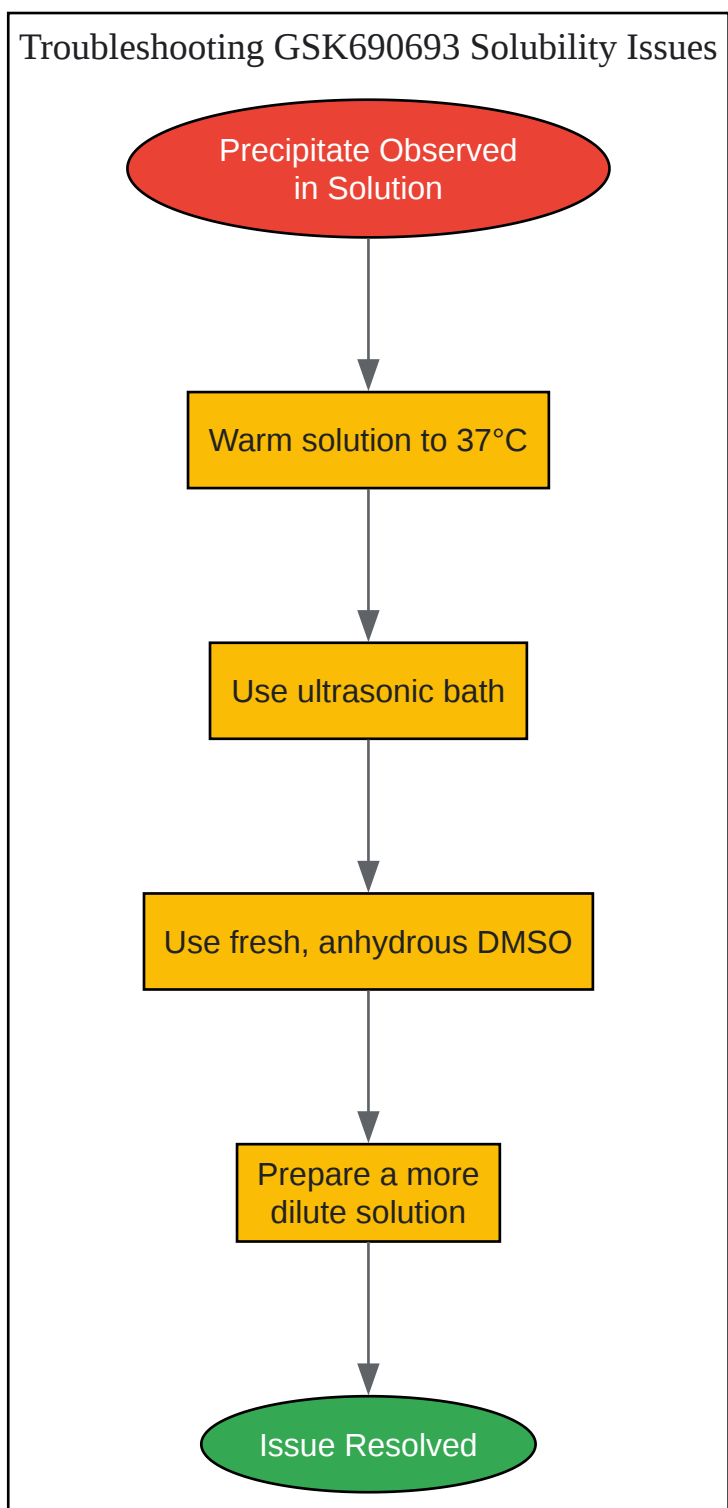 Troubleshooting GSK690693 Solubility Issues
Precipitate Observed
in Solution
Warm solution to 37°C
Use ultrasonic bath
Use fresh, anhydrous DMSO
Prepare a more
dilute solution
Issue Resolved